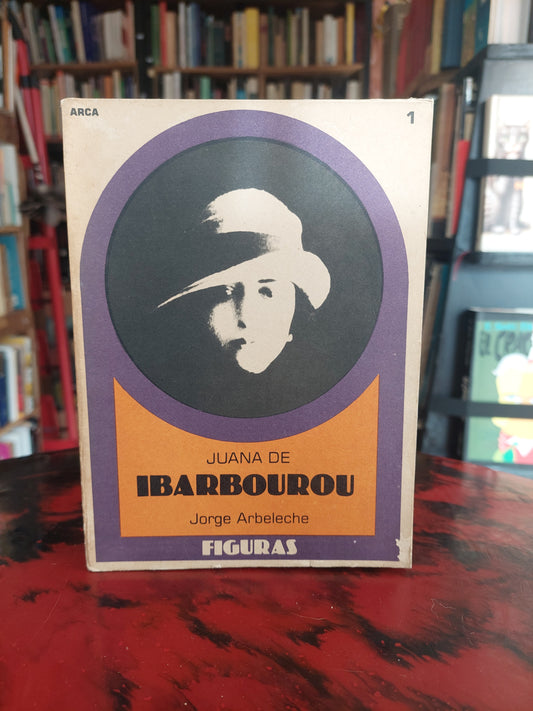 ARCA
1
JUANA DE
IBARBOUROU
Jorge Arbeleche
FIGURAS